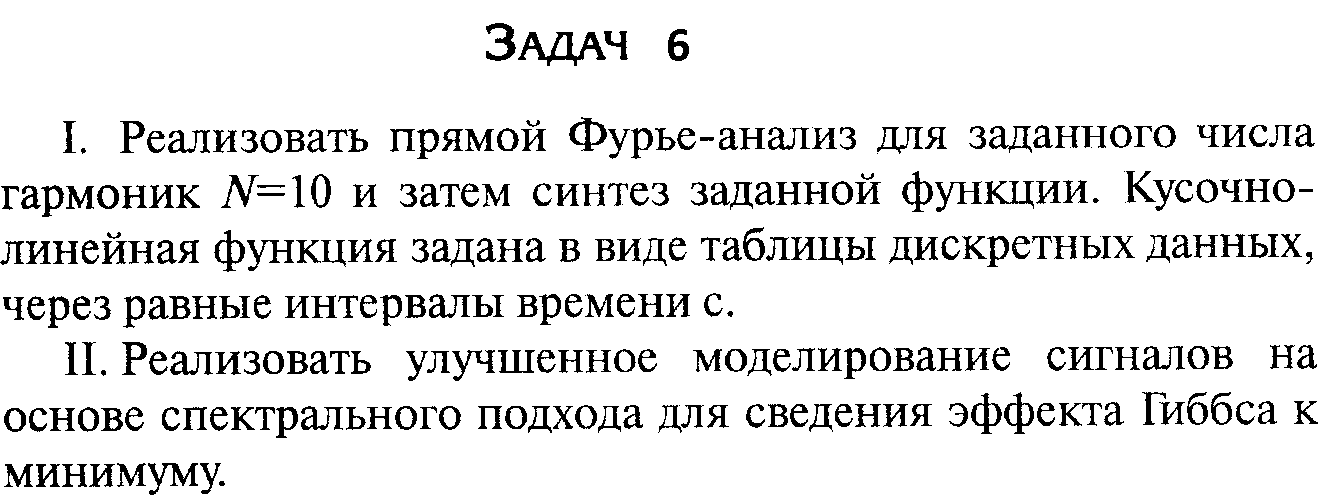 ЗАДАЧ 6
I. Реализовать прямой Фурье-анализ для заданного числа
гармоник N=10 и затем синтез заданной функции. Кусочно-
линейная функция задана в виде таблицы дискретных данных,
через равные интервалы времени с.
II. Реализовать улучшенное моделирование сигналов на
основе спектрального подхода для сведения эффекта Гиббса к
минимуму.